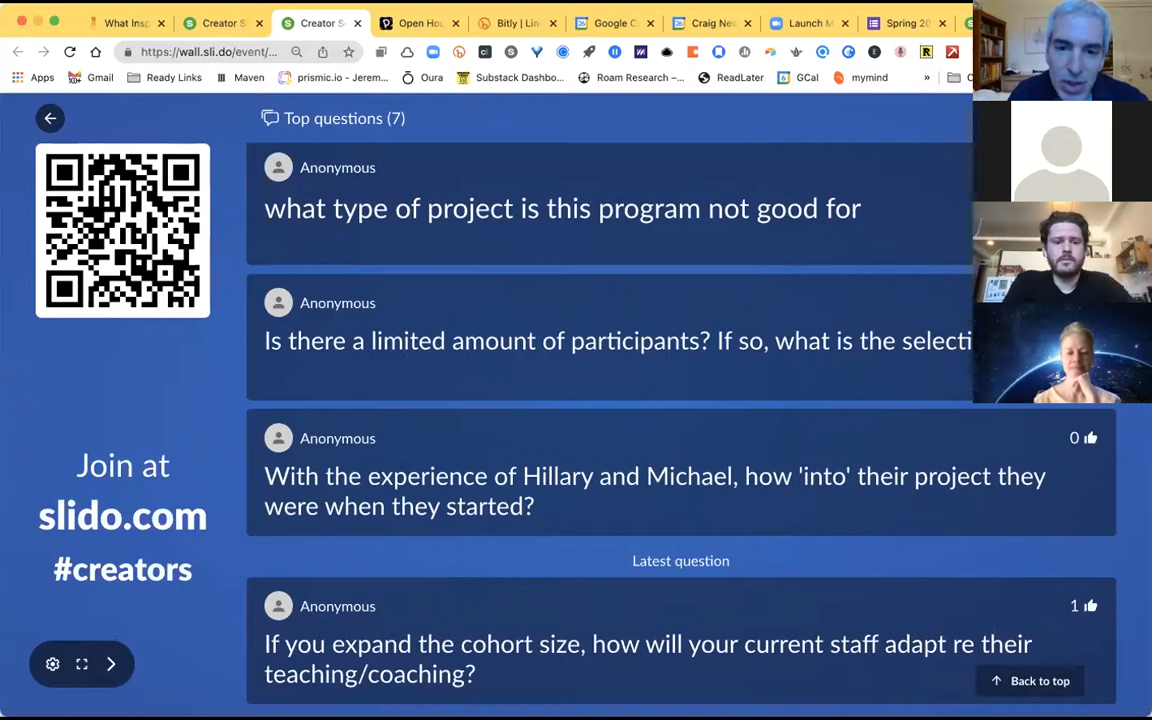 What Insp
Creator S
Creator S
Open Hou
Bitly | Lin
Google C
Craig New
Launch M
Spring 20
https://wall.sli.do/event/...
Apps
100+
Gmail
Ready Links
Maven
prismic.io - Jerem...
Oura
Substack Dashbo...
Roam Research –...
ReadLater
GCal
mymind
»
Top questions (7)
Anonymous
what type of project is this program not good for
Anonymous
Is there a limited amount of participants? If so, what is the selecti
Anonymous
0
With the experience of Hillary and Michael, how 'into' their project they
were when they started?
Join at
slido.com
#creators
Latest question
Anonymous
1
If you expand the cohort size, how will your current staff adapt re their
teaching/coaching?
Back to top